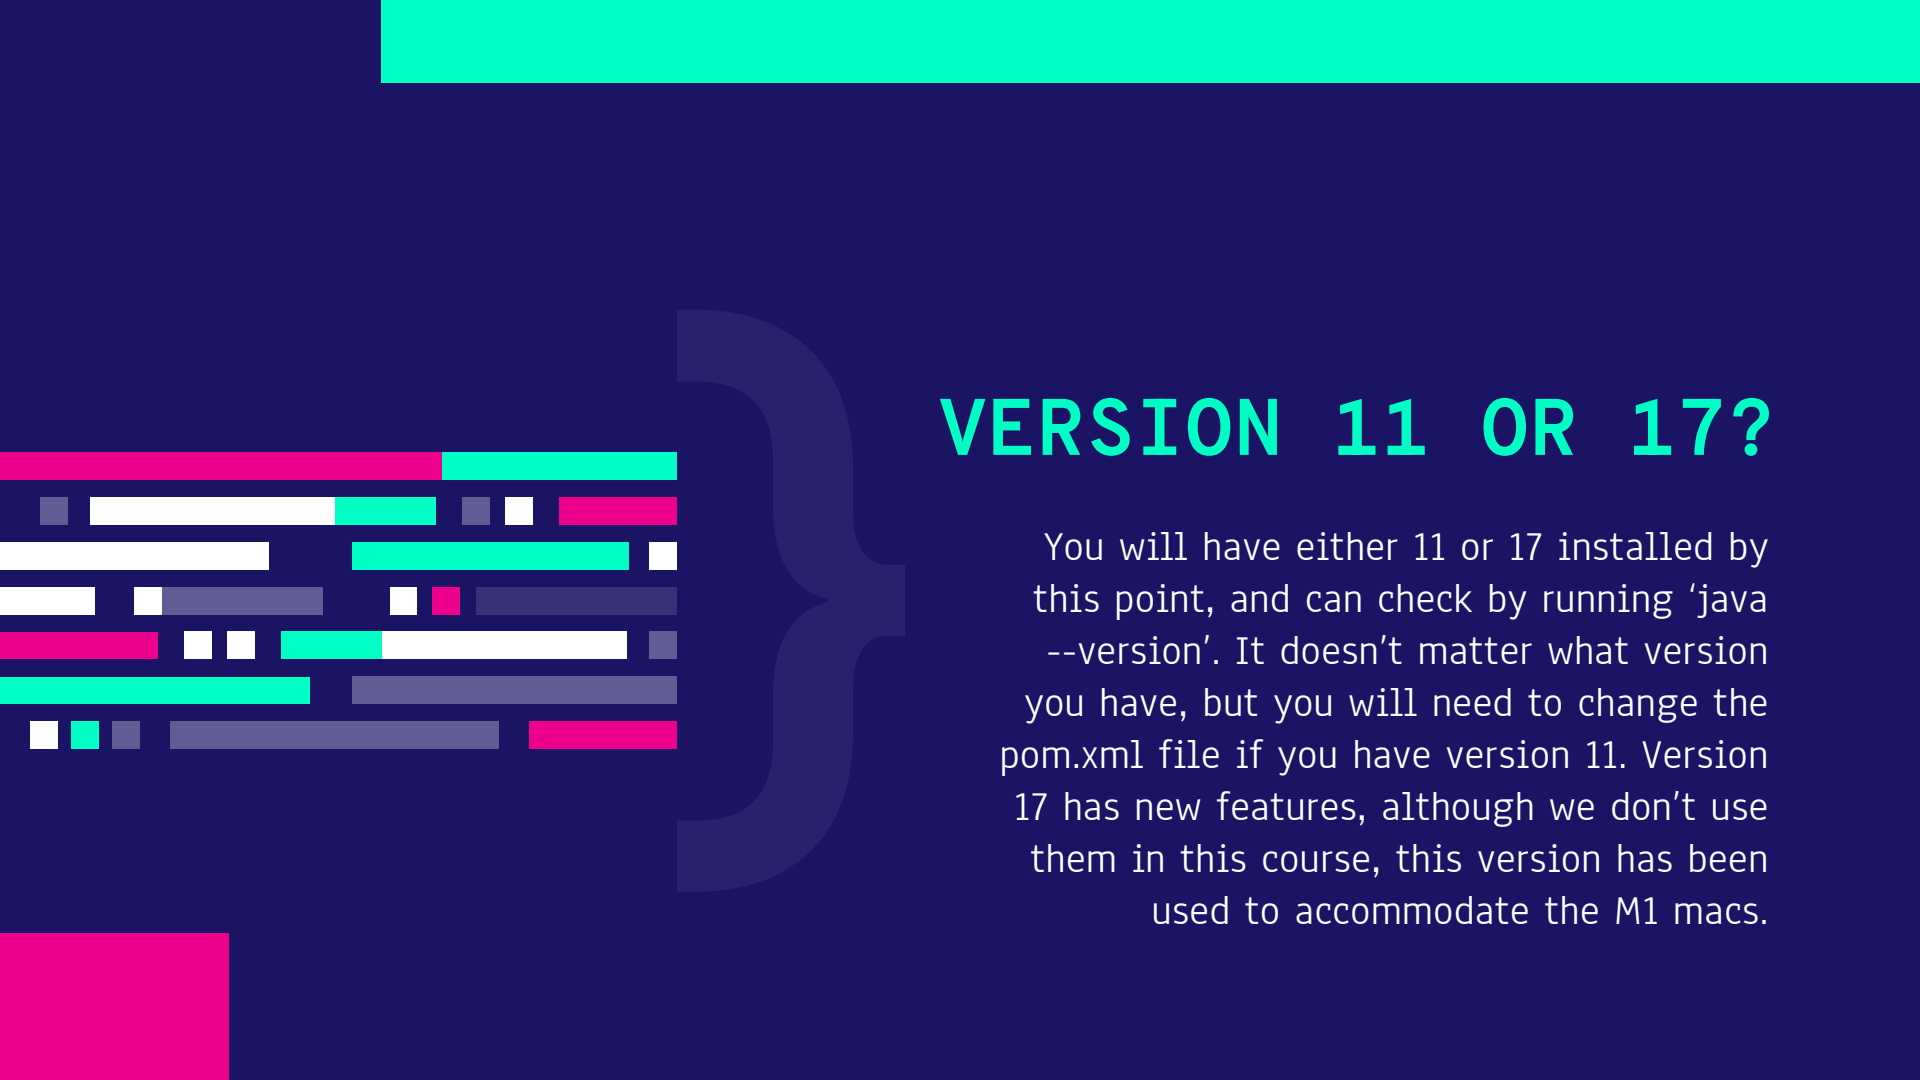 VERSION 11 OR 17?
You will have either 11 or 17 installed by
this point, and can check by running ‘java
--version’. It doesn’t matter what version
you have, but you will need to change the
pom.xml file if you have version 11. Version
17 has new features, although we don’t use
them in this course, this version has been
used to accommodate the M1 macs.
}